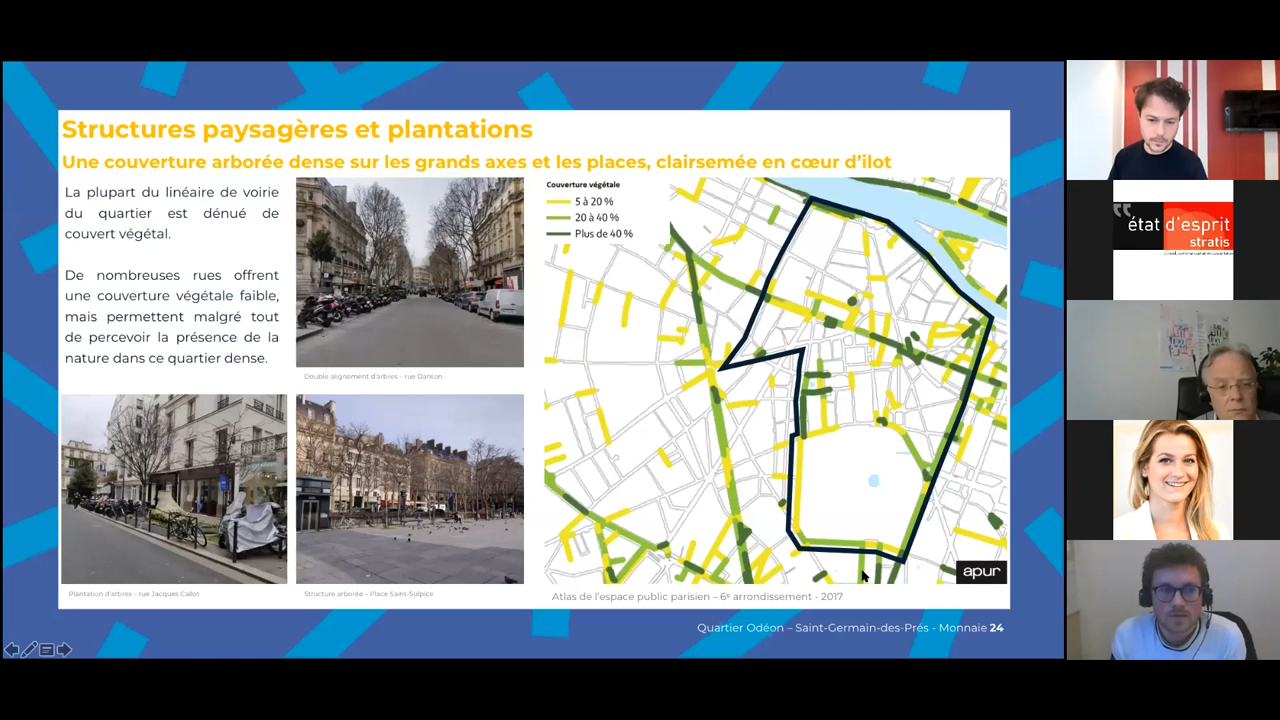 Structures paysagères et plantations
Une couverture arborée dense sur les grands axes et les places, clairsemée en cœur d'ilot
La plupart du linéaire de voirie
du quartier est dénué de
couvert végétal.
De nombreuses rues offrent
une couverture végétale faible,
mais permettent malgré tout
de percevoir la présence de la
nature dans ce quartier dense.
Double alignement d'arbres – rue Danton
Plantation d'arbres – rue Jacques Callot
Structure arborée – Place Saint-Sulpice
Couverture végétale
5 à 20 %
20 à 40 %
Plus de 40 %
apur
Atlas de l'espace public parisien – 6e arrondissement - 2017
Quartier Odéon – Saint-Germain-des-Prés - Monnaie 24
état d'esprit
stratis